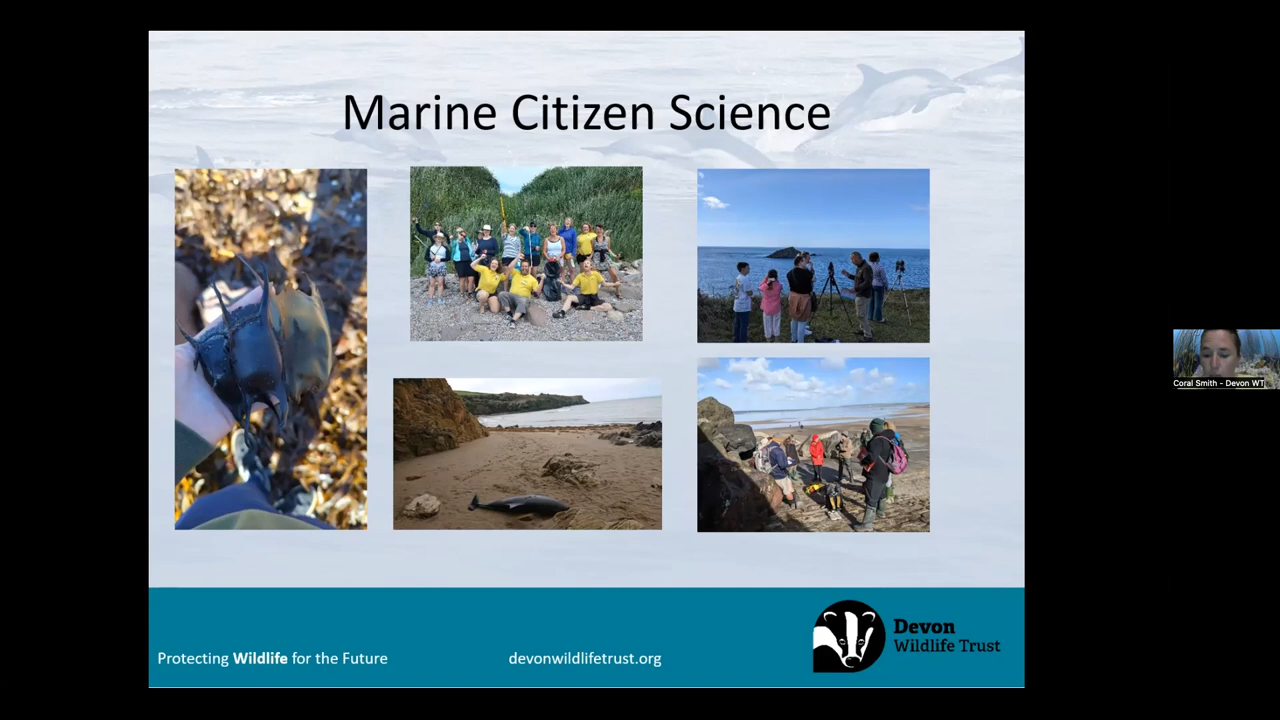 Marine Citizen Science
Coral Smith - Devon WT
Protecting Wildlife for the Future
devonwildlifetrust.org
Devon
Wildlife Trust